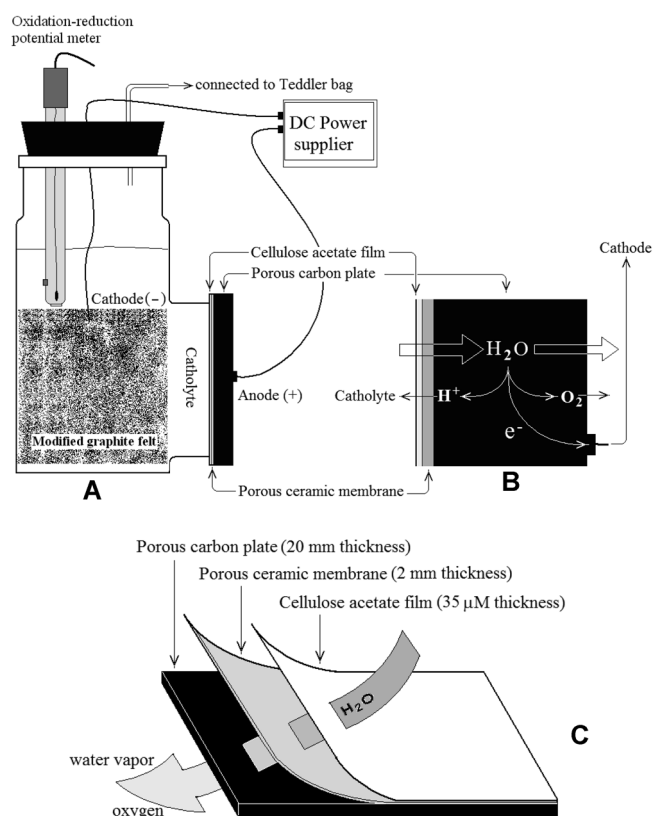 Oxidation-reduction
potential meter
connected to Teddler bag
DC Power
supplier
Cellulose acetate film
Porous carbon plate
Cathode
Cathode (−)
Catholyte
Anode (+)
Modified graphite felt
A
H₂O
Catholyte
H⁺
O₂
e⁻
B
Porous ceramic membrane
Porous carbon plate (20 mm thickness)
Porous ceramic membrane (2 mm thickness)
Cellulose acetate film (35 μM thickness)
H₂O
C
water vapor
oxygen